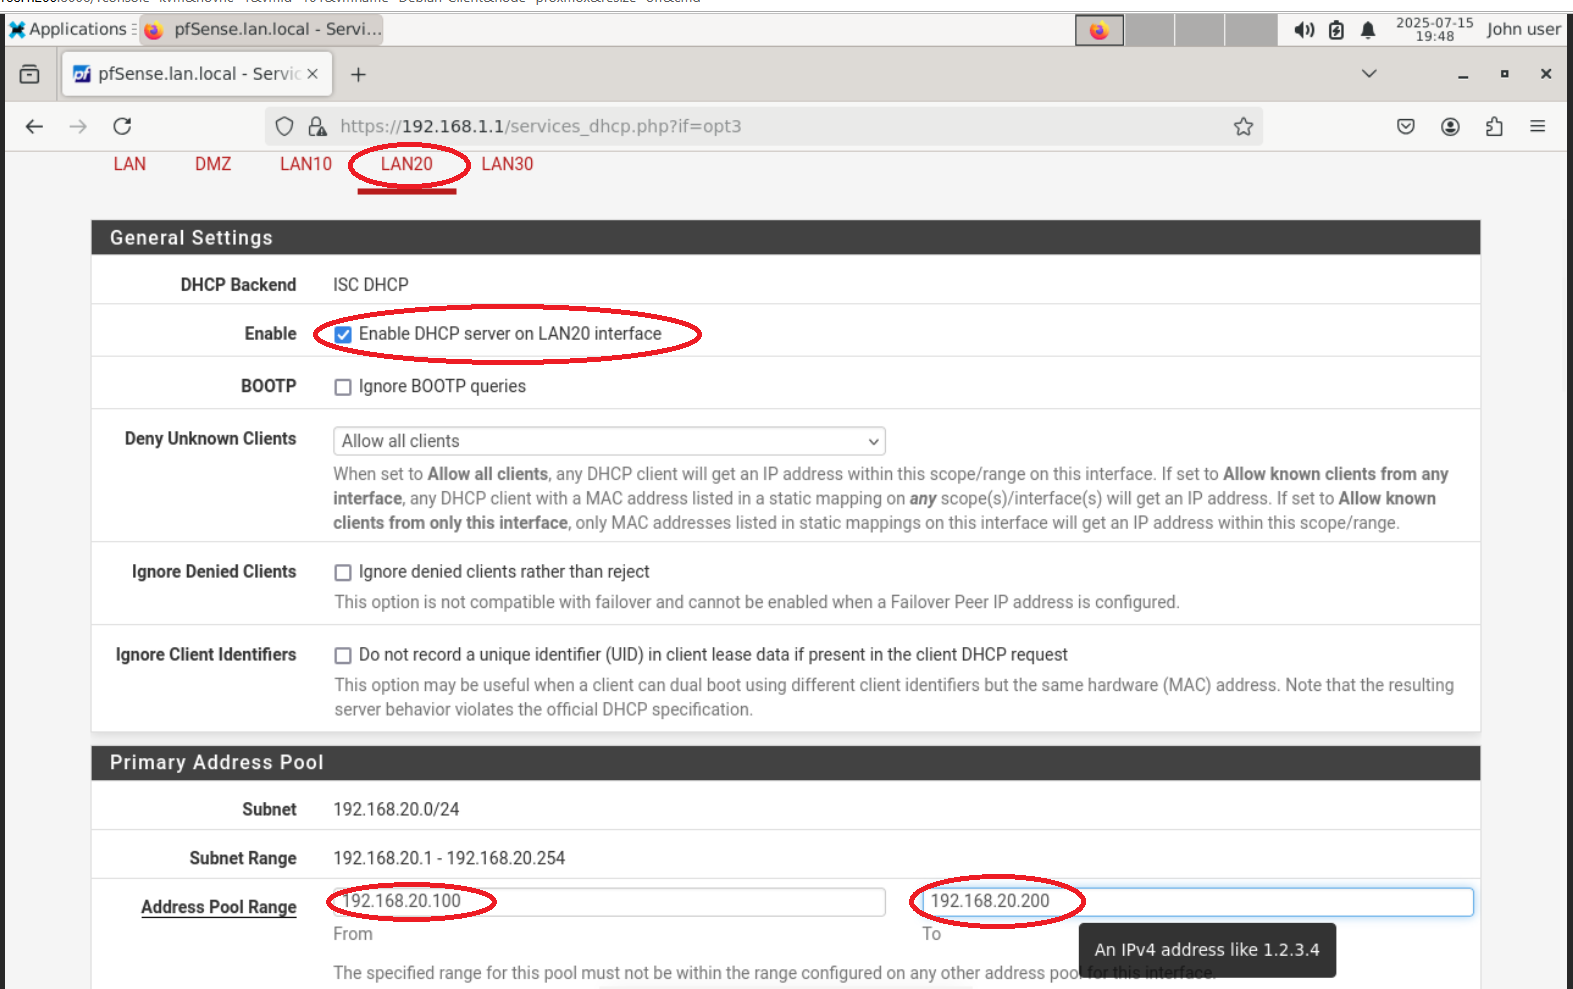 Applications
pfSense.lan.local - Servi...
2025-07-15
19:48
John user
pfSense.lan.local - Servic
https://192.168.1.1/services_dhcp.php?if=opt3
LAN DMZ LAN10 LAN20 LAN30
General Settings
DHCP Backend ISC DHCP
Enable Enable DHCP server on LAN20 interface
BOOTP Ignore BOOTP queries
Deny Unknown Clients Allow all clients
When set to Allow all clients, any DHCP client will get an IP address within this scope/range on this interface. If set to Allow known clients from any
interface, any DHCP client with a MAC address listed in a static mapping on any scope(s)/interface(s) will get an IP address. If set to Allow known
clients from only this interface, only MAC addresses listed in static mappings on this interface will get an IP address within this scope/range.
Ignore Denied Clients Ignore denied clients rather than reject
This option is not compatible with failover and cannot be enabled when a Failover Peer IP address is configured.
Ignore Client Identifiers Do not record a unique identifier (UID) in client lease data if present in the client DHCP request
This option may be useful when a client can dual boot using different client identifiers but the same hardware (MAC) address. Note that the resulting
server behavior violates the official DHCP specification.
Primary Address Pool
Subnet 192.168.20.0/24
Subnet Range 192.168.20.1 - 192.168.20.254
Address Pool Range 192.168.20.100 192.168.20.200
From To
An IPv4 address like 1.2.3.4
The specified range for this pool must not be within the range configured on any other address pool for this interface.